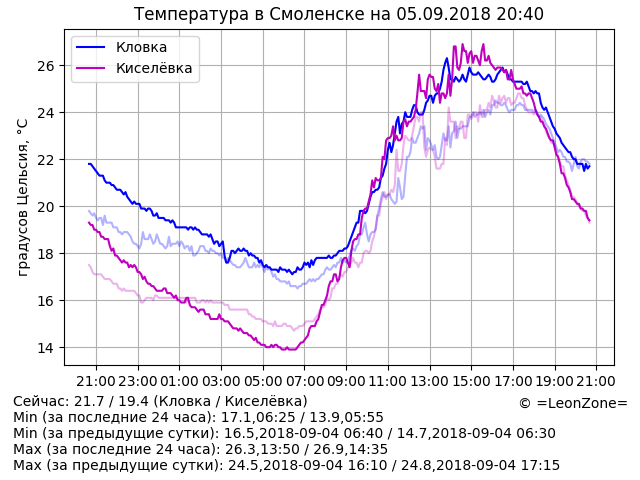 Температура в Смоленске на 05.09.2018 20:40
Кловка
Киселёвка
градусов Цельсия, °C
26
24
22
20
18
16
14
21:00 23:00 01:00 03:00 05:00 07:00 09:00 11:00 13:00 15:00 17:00 19:00 21:00
Сейчас: 21.7 / 19.4 (Кловка / Киселёвка)
© =LeonZone=
Min (за последние 24 часа): 17.1,06:25 / 13.9,05:55
Min (за предыдущие сутки): 16.5,2018-09-04 06:40 / 14.7,2018-09-04 06:30
Max (за последние 24 часа): 26.3,13:50 / 26.9,14:35
Max (за предыдущие сутки): 24.5,2018-09-04 16:10 / 24.8,2018-09-04 17:15